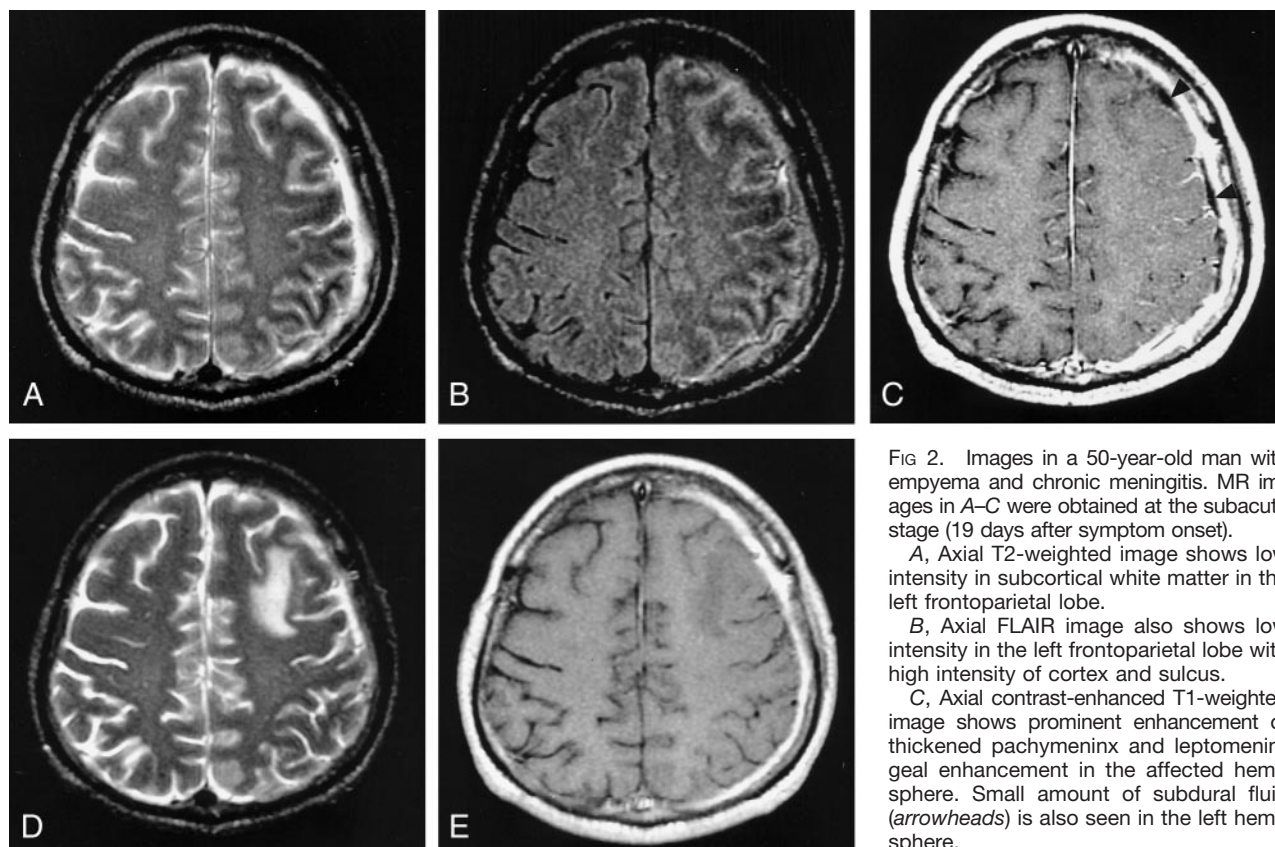 A
B
C
D
E
FIG 2. Images in a 50-year-old man wit
empyema and chronic meningitis. MR im
ages in A–C were obtained at the subacut
stage (19 days after symptom onset).
A, Axial T2-weighted image shows lo
intensity in subcortical white matter in th
left frontoparietal lobe.
B, Axial FLAIR image also shows lo
intensity in the left frontoparietal lobe wit
high intensity of cortex and sulcus.
C, Axial contrast-enhanced T1-weighte
image shows prominent enhancement o
thickened pachymeninx and leptomenin
geal enhancement in the affected hem
sphere. Small amount of subdural flui
(arrowheads) is also seen in the left hem
sphere.